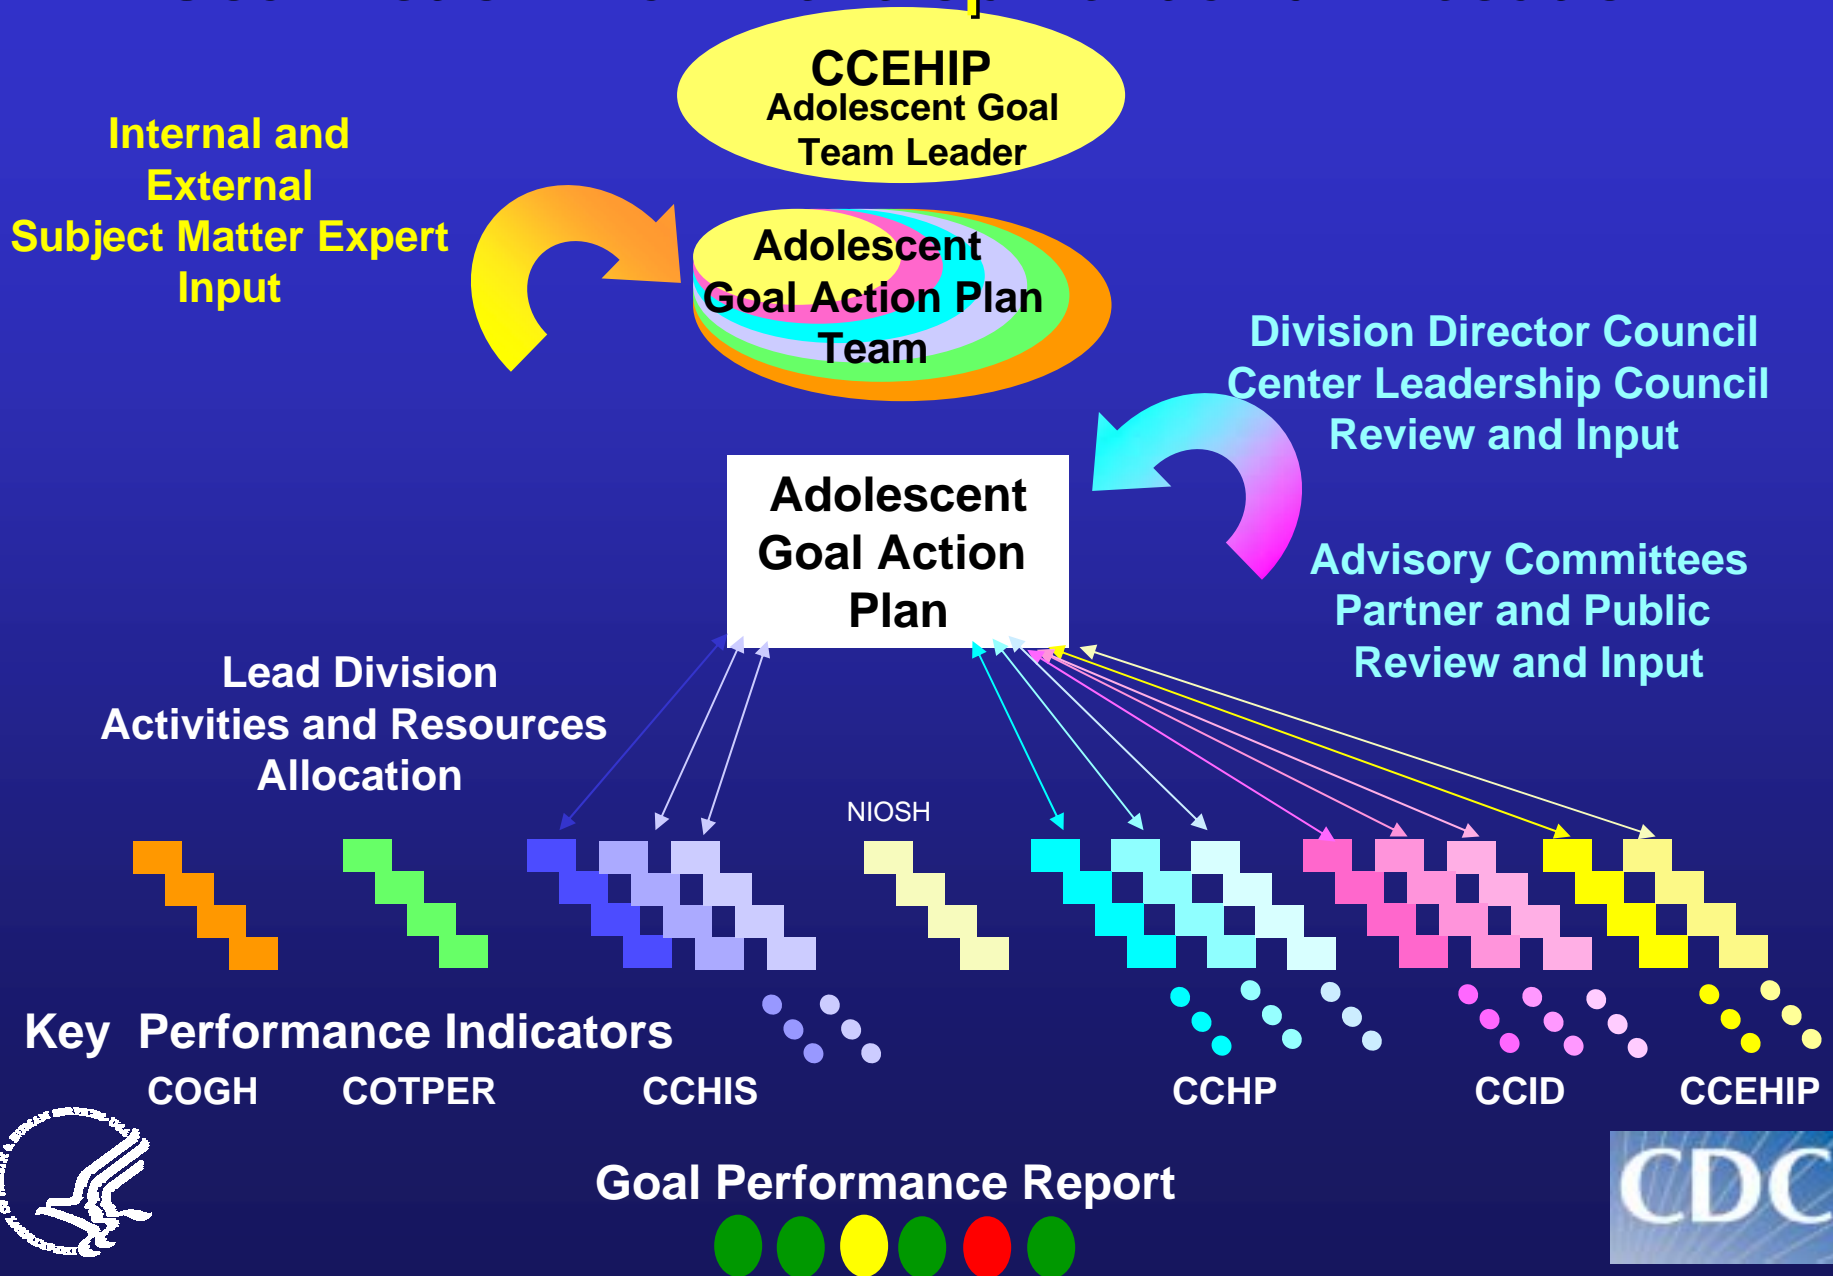 CCEHIP
Adolescent Goal
Team Leader
Internal and
External
Subject Matter Expert
Input
Adolescent
Goal Action Plan
Team
Division Director Council
Center Leadership Council
Review and Input
Adolescent
Goal Action
Plan
Advisory Committees
Partner and Public
Review and Input
Lead Division
Activities and Resources
Allocation
NIOSH
Key Performance Indicators
COGH
COTPER
CCHIS
CCHP
CCID
CCEHIP
Goal Performance Report
CDC